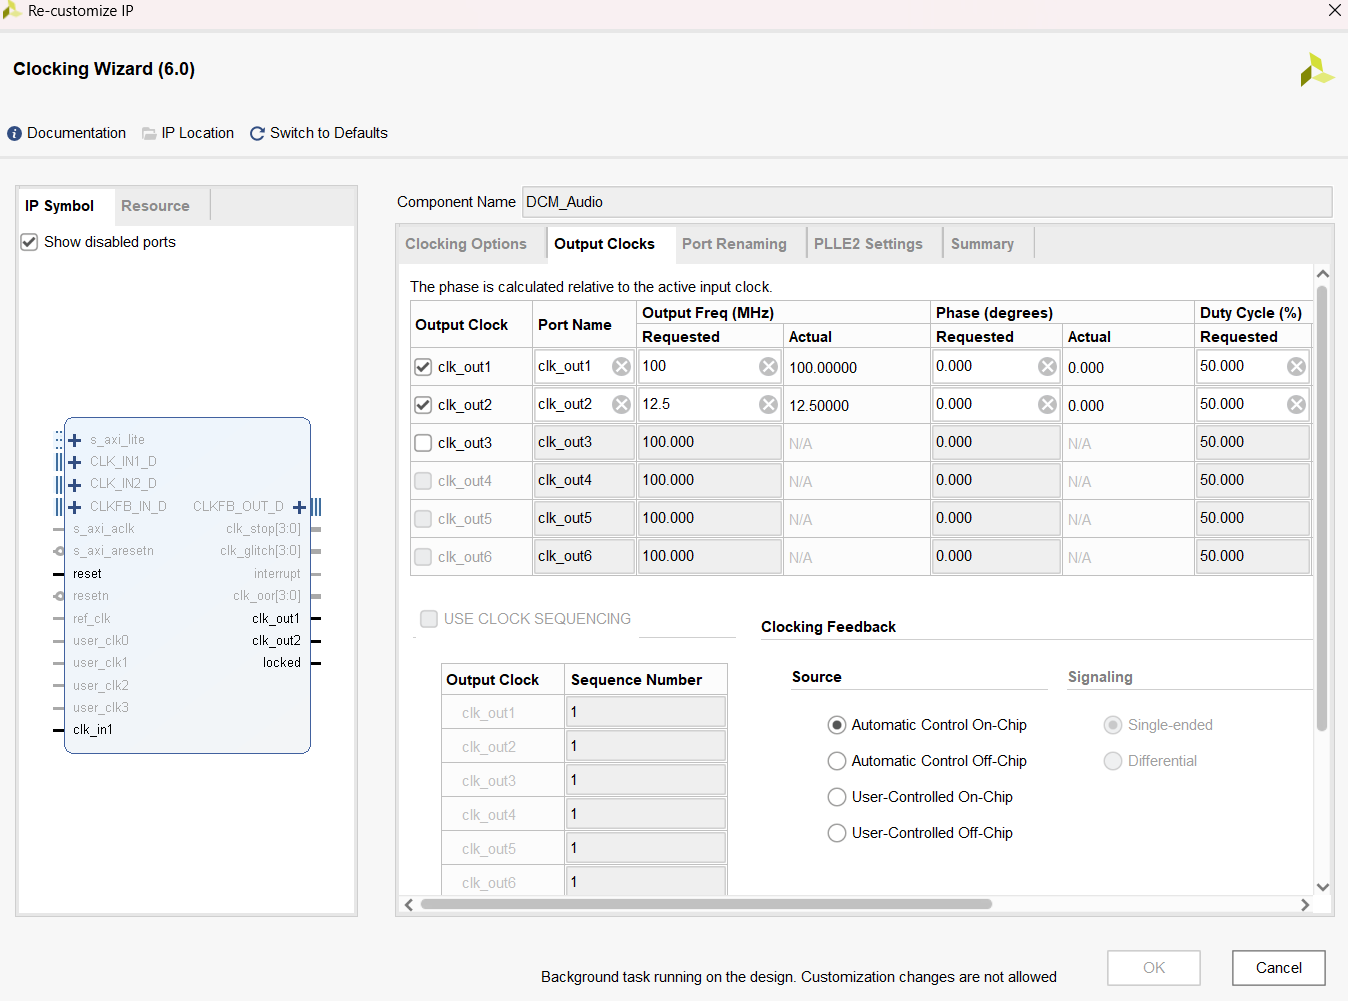 Re-customize IP
Clocking Wizard (6.0)
Documentation IP Location Switch to Defaults
IP Symbol Resource
Show disabled ports
s_axi_lite
CLK_IN1_D
CLK_IN2_D
CLKFB_IN_D CLKFB_OUT_D
s_axi_aclk clk_stop[3:0]
s_axi_aresetn clk_glitch[3:0]
reset interrupt
resetn clk_oor[3:0]
ref_clk clk_out1
user_clk0 clk_out2
user_clk1 locked
user_clk2
user_clk3
clk_in1
Component Name DCM_Audio
Clocking Options Output Clocks Port Renaming PLLE2 Settings Summary
The phase is calculated relative to the active input clock.
Output Clock Port Name Output Freq (MHz) Phase (degrees) Duty Cycle (%)
Requested Actual Requested Actual Requested
clk_out1 clk_out1 100 100.00000 0.000 0.000 50.000
clk_out2 clk_out2 12.5 12.50000 0.000 0.000 50.000
clk_out3 clk_out3 100.000 N/A 0.000 N/A 50.000
clk_out4 clk_out4 100.000 N/A 0.000 N/A 50.000
clk_out5 clk_out5 100.000 N/A 0.000 N/A 50.000
clk_out6 clk_out6 100.000 N/A 0.000 N/A 50.000
USE CLOCK SEQUENCING
Output Clock Sequence Number
clk_out1 1
clk_out2 1
clk_out3 1
clk_out4 1
clk_out5 1
clk_out6 1
Clocking Feedback
Source Signaling
Automatic Control On-Chip Single-ended
Automatic Control Off-Chip Differential
User-Controlled On-Chip
User-Controlled Off-Chip
Background task running on the design. Customization changes are not allowed
OK Cancel